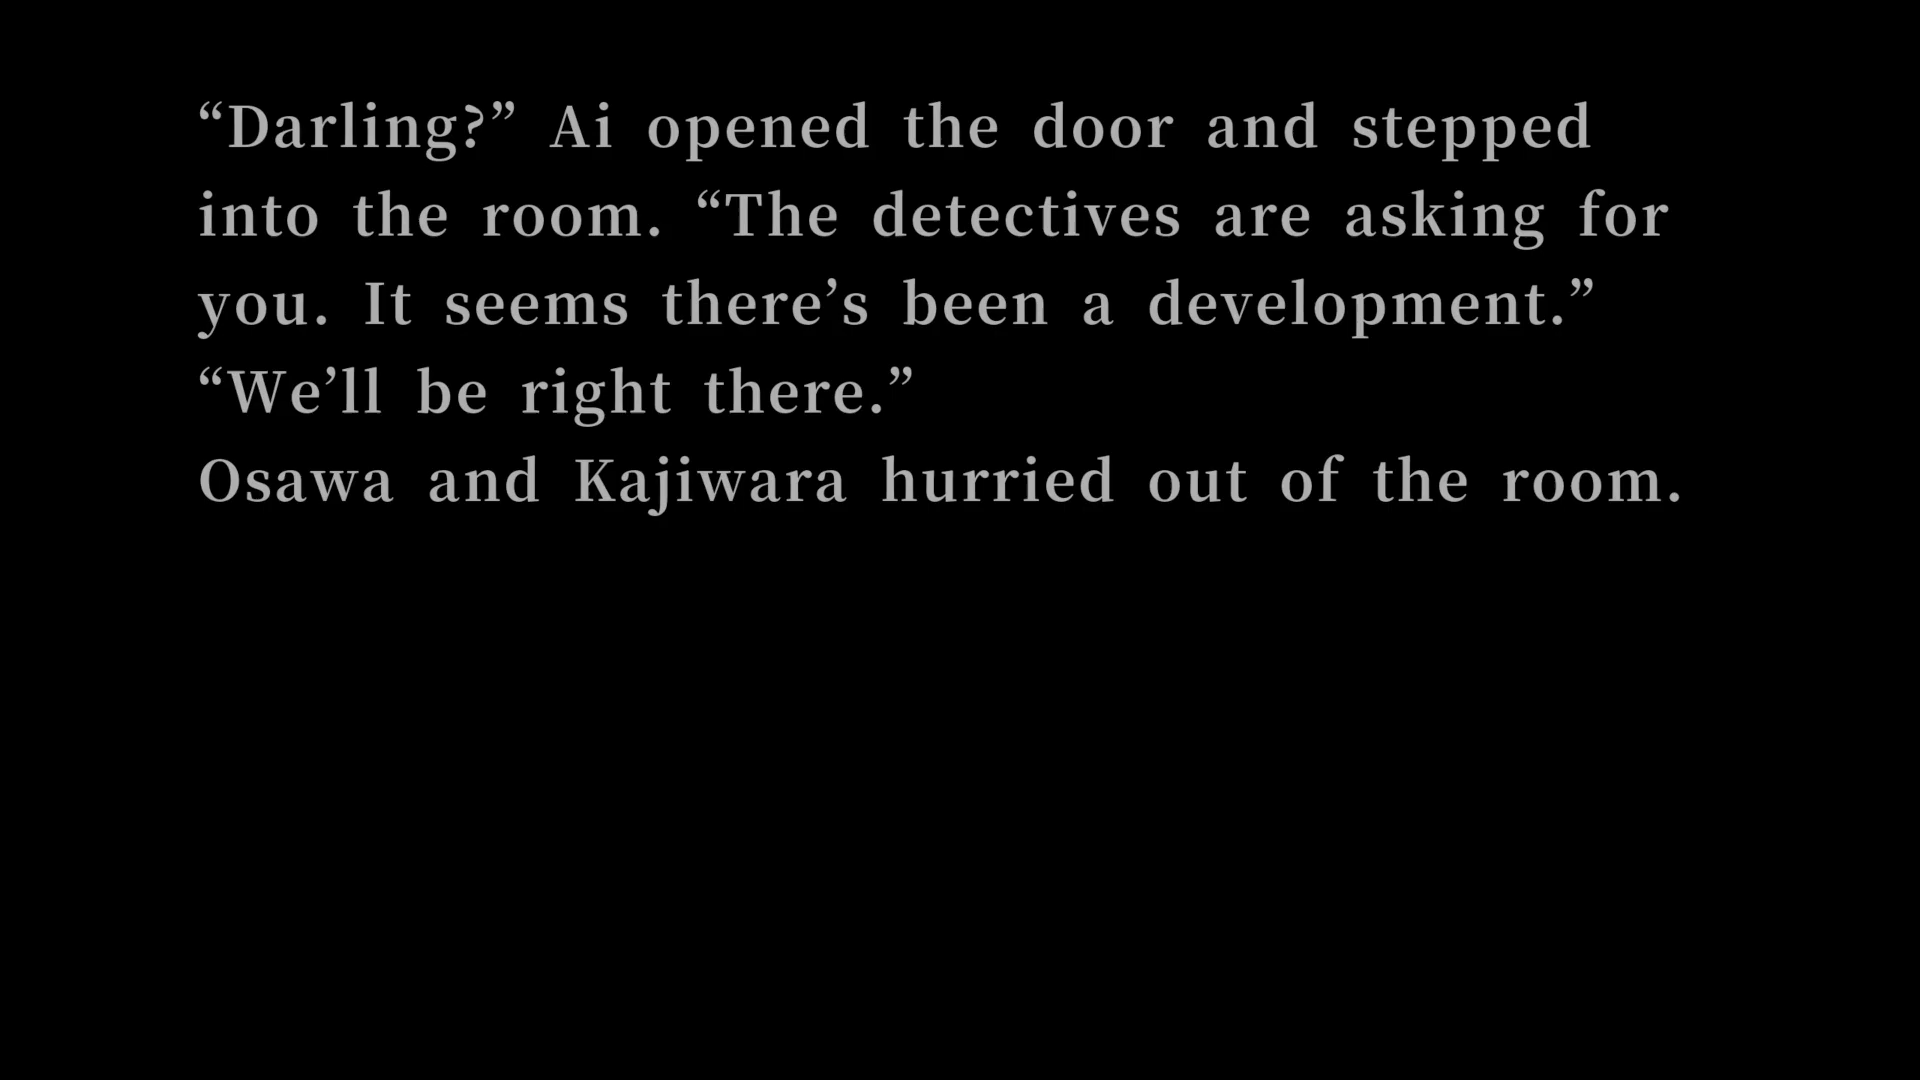 “Darling?” Ai opened the door and stepped
into the room. “The detectives are asking for
you. It seems there’s been a development.”
“We’ll be right there.”
Osawa and Kajiwara hurried out of the room.